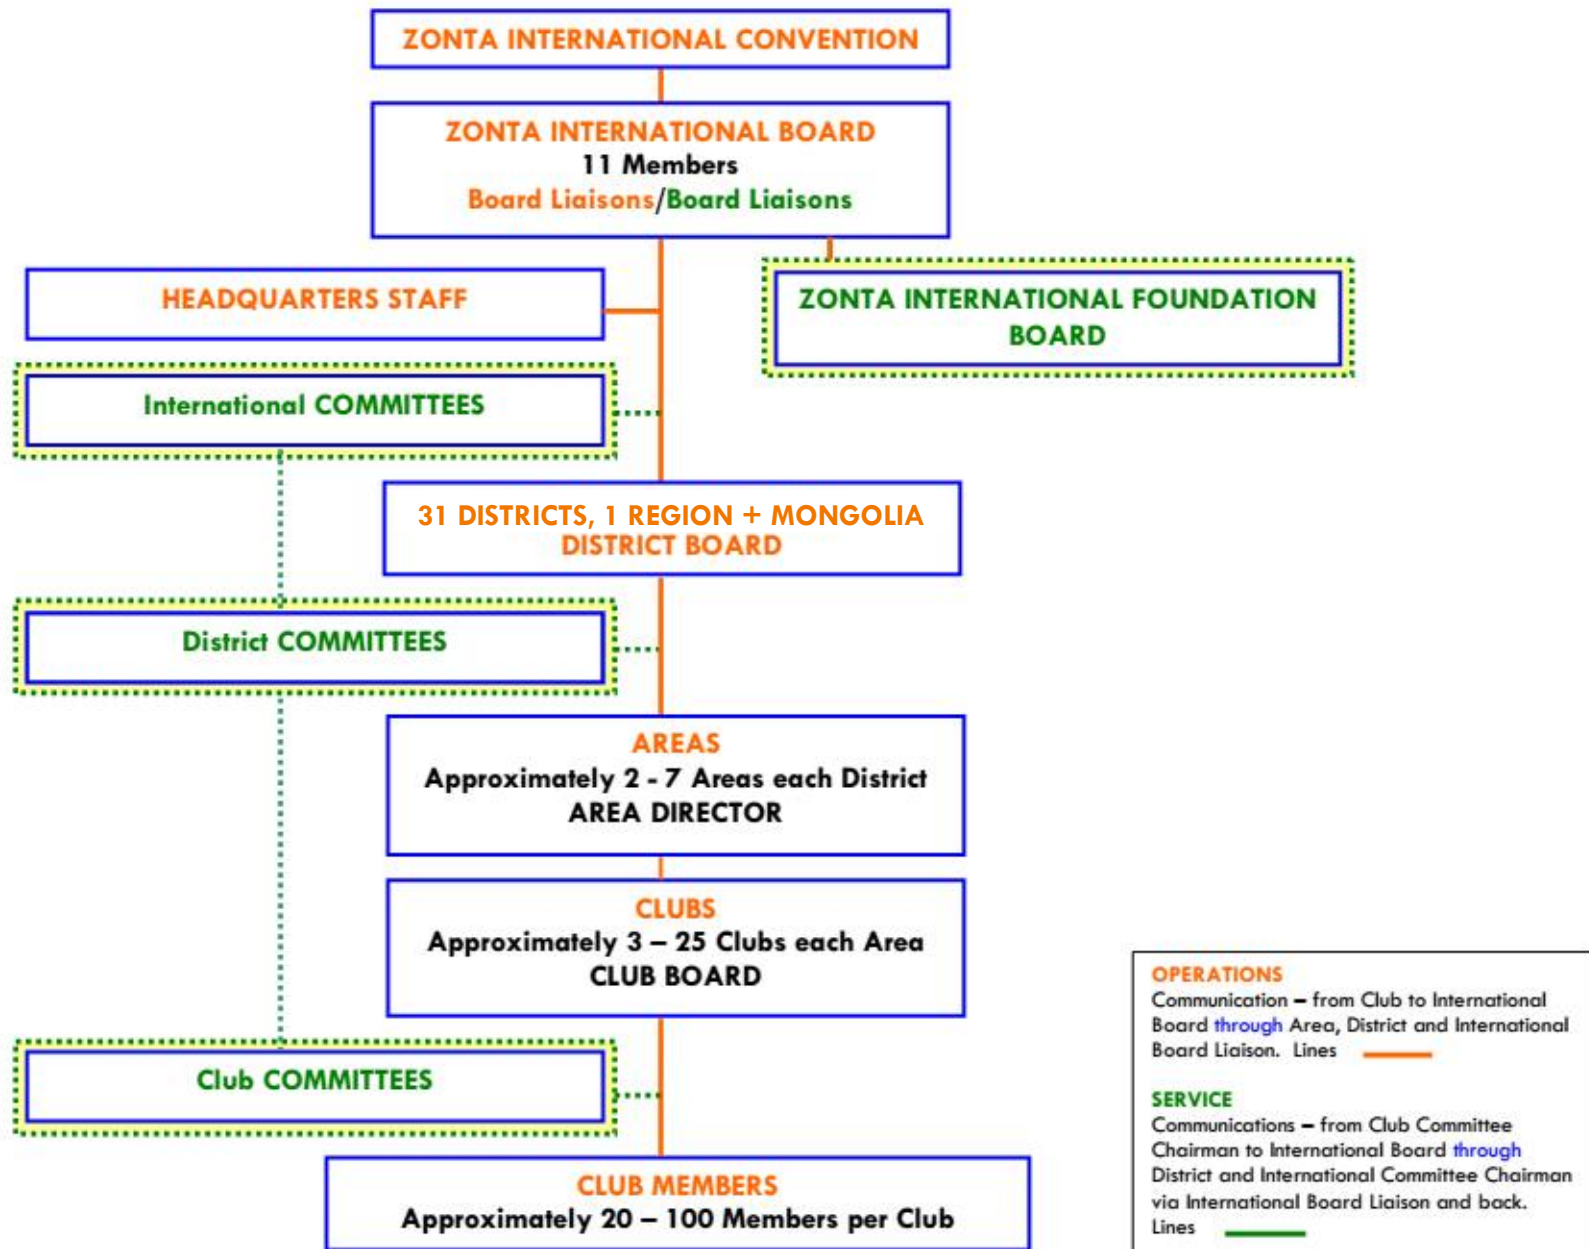 ZONTA INTERNATIONAL CONVENTION
ZONTA INTERNATIONAL BOARD
11 Members
Board Liaisons/Board Liaisons
HEADQUARTERS STAFF
ZONTA INTERNATIONAL FOUNDATION
BOARD
International COMMITTEES
31 DISTRICTS, 1 REGION + MONGOLIA
DISTRICT BOARD
District COMMITTEES
AREAS
Approximately 2 - 7 Areas each District
AREA DIRECTOR
CLUBS
Approximately 3 – 25 Clubs each Area
CLUB BOARD
Club COMMITTEES
CLUB MEMBERS
Approximately 20 – 100 Members per Club
OPERATIONS
Communication – from Club to International
Board through Area, District and International
Board Liaison. Lines
SERVICE
Communications – from Club Committee
Chairman to International Board through
District and International Committee Chairman
via International Board Liaison and back.
Lines